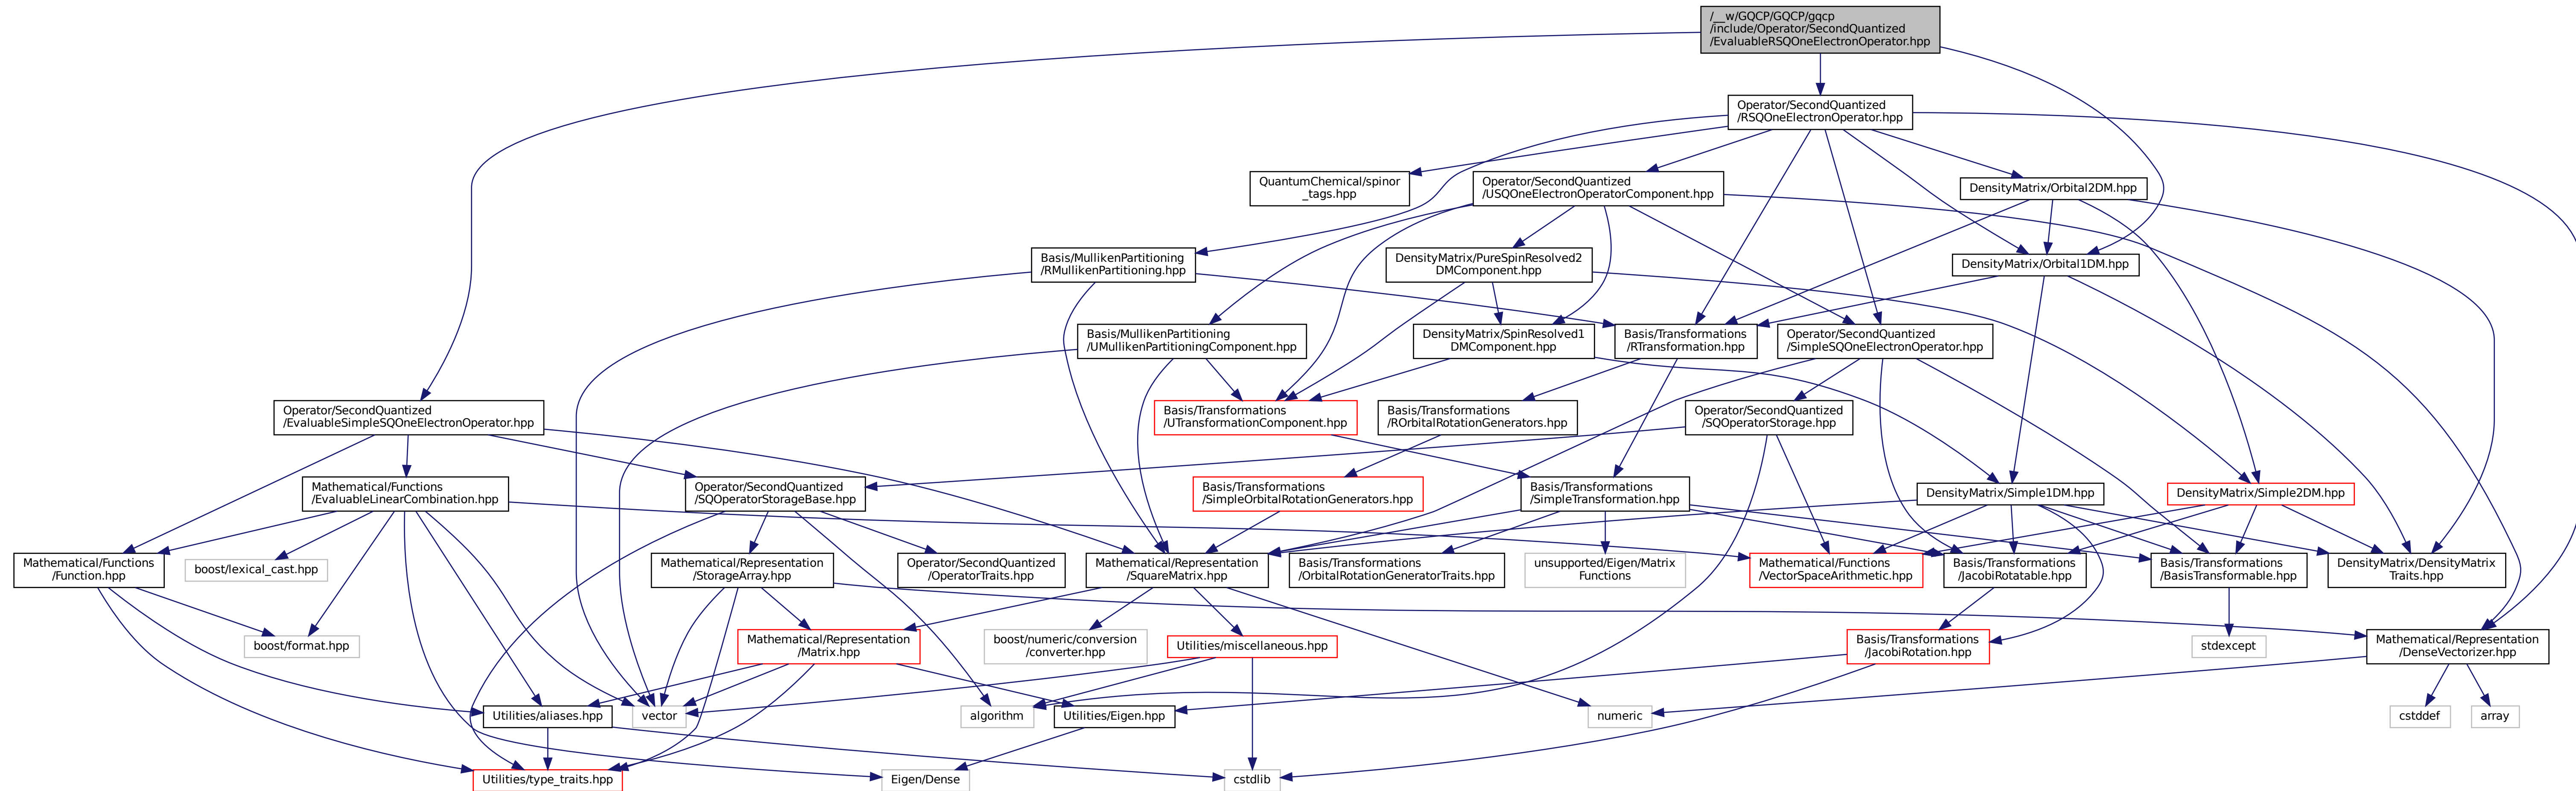 /__w/GQCP/GQCP/gqcp
/include/Operator/SecondQuantized
/EvaluableRSQOneElectronOperator.hpp
Operator/SecondQuantized
/RSQOneElectronOperator.hpp
QuantumChemical/spinor
_tags.hpp
Operator/SecondQuantized
/USQOneElectronOperatorComponent.hpp
DensityMatrix/Orbital2DM.hpp
Basis/MullikenPartitioning
/RMullikenPartitioning.hpp
DensityMatrix/PureSpinResolved2
DMComponent.hpp
DensityMatrix/Orbital1DM.hpp
Basis/MullikenPartitioning
/UMullikenPartitioningComponent.hpp
DensityMatrix/SpinResolved1
DMComponent.hpp
Basis/Transformations
/RTransformation.hpp
Operator/SecondQuantized
/SimpleSQOneElectronOperator.hpp
Operator/SecondQuantized
/EvaluableSimpleSQOneElectronOperator.hpp
Basis/Transformations
/UTransformationComponent.hpp
Basis/Transformations
/ROrbitalRotationGenerators.hpp
Operator/SecondQuantized
/SQOperatorStorage.hpp
Mathematical/Functions
/EvaluableLinearCombination.hpp
Operator/SecondQuantized
/SQOperatorStorageBase.hpp
Basis/Transformations
/SimpleOrbitalRotationGenerators.hpp
Basis/Transformations
/SimpleTransformation.hpp
DensityMatrix/Simple1DM.hpp
DensityMatrix/Simple2DM.hpp
Mathematical/Functions
/Function.hpp
boost/lexical_cast.hpp
Mathematical/Representation
/StorageArray.hpp
Operator/SecondQuantized
/OperatorTraits.hpp
Mathematical/Representation
/SquareMatrix.hpp
Basis/Transformations
/OrbitalRotationGeneratorTraits.hpp
unsupported/Eigen/Matrix
Functions
Mathematical/Functions
/VectorSpaceArithmetic.hpp
Basis/Transformations
/JacobiRotatable.hpp
Basis/Transformations
/BasisTransformable.hpp
DensityMatrix/DensityMatrix
Traits.hpp
boost/format.hpp
Mathematical/Representation
/Matrix.hpp
boost/numeric/conversion
/converter.hpp
Utilities/miscellaneous.hpp
Basis/Transformations
/JacobiRotation.hpp
stdexcept
Mathematical/Representation
/DenseVectorizer.hpp
Utilities/aliases.hpp
vector
algorithm
Utilities/Eigen.hpp
numeric
cstddef
array
Utilities/type_traits.hpp
Eigen/Dense
cstdlib